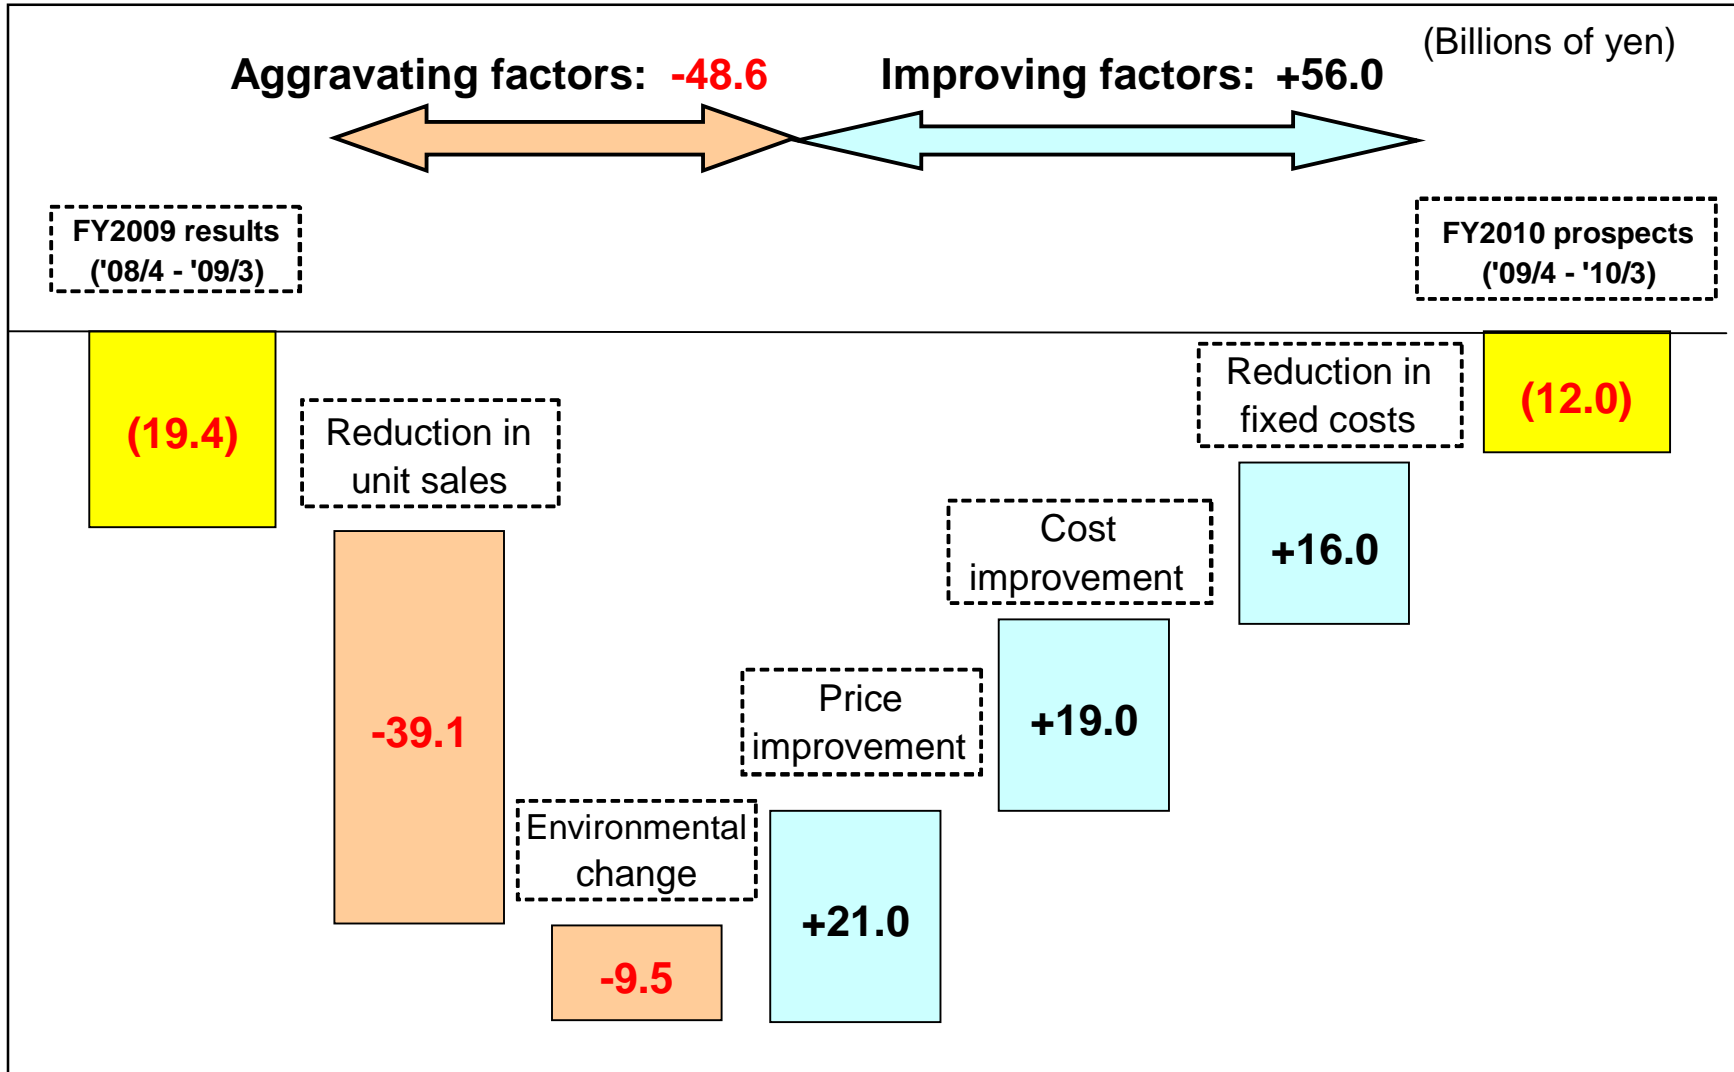 (Billions of yen)
Aggravating factors: -48.6
Improving factors: +56.0
FY2009 results
('08/4 - '09/3)
FY2010 prospects
('09/4 - '10/3)
(19.4)
Reduction in
unit sales
-39.1
Environmental
change
-9.5
Price
improvement
+21.0
Cost
improvement
+19.0
Reduction in
fixed costs
+16.0
(12.0)